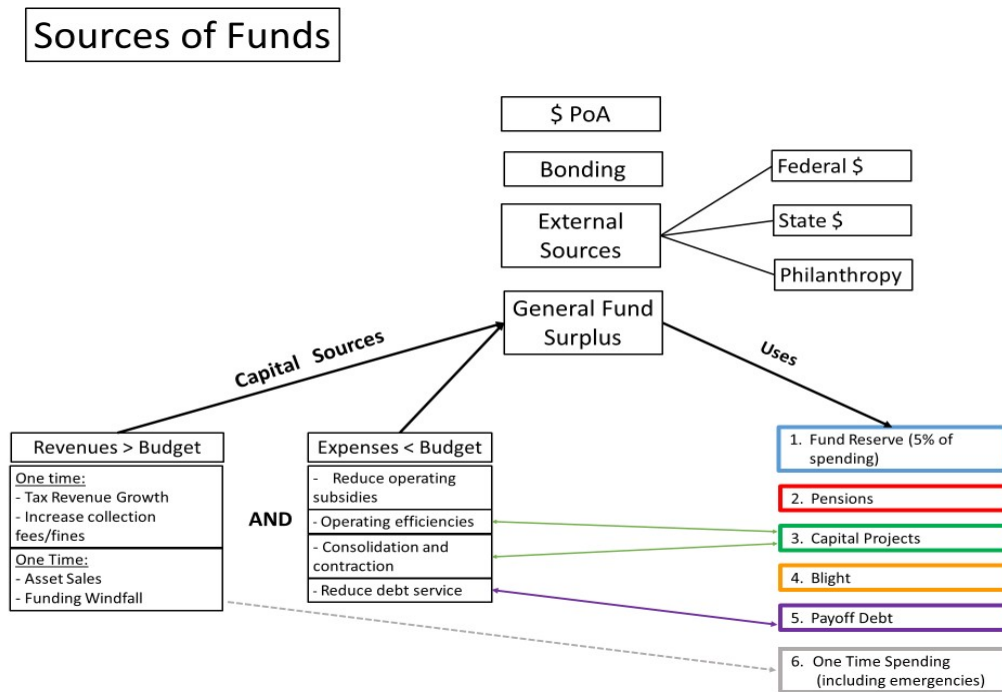 Sources of Funds
$ PoA
Bonding
External
Sources
Federal $
State $
Philanthropy
General Fund
Surplus
Capital Sources
Uses
Revenues > Budget
One time:
- Tax Revenue Growth
- Increase collection
fees/fines
One Time:
- Asset Sales
- Funding Windfall
AND
Expenses < Budget
- Reduce operating
subsidies
- Operating efficiencies
- Consolidation and
contraction
- Reduce debt service
1. Fund Reserve (5% of
spending)
2. Pensions
3. Capital Projects
4. Blight
5. Payoff Debt
6. One Time Spending
(including emergencies)